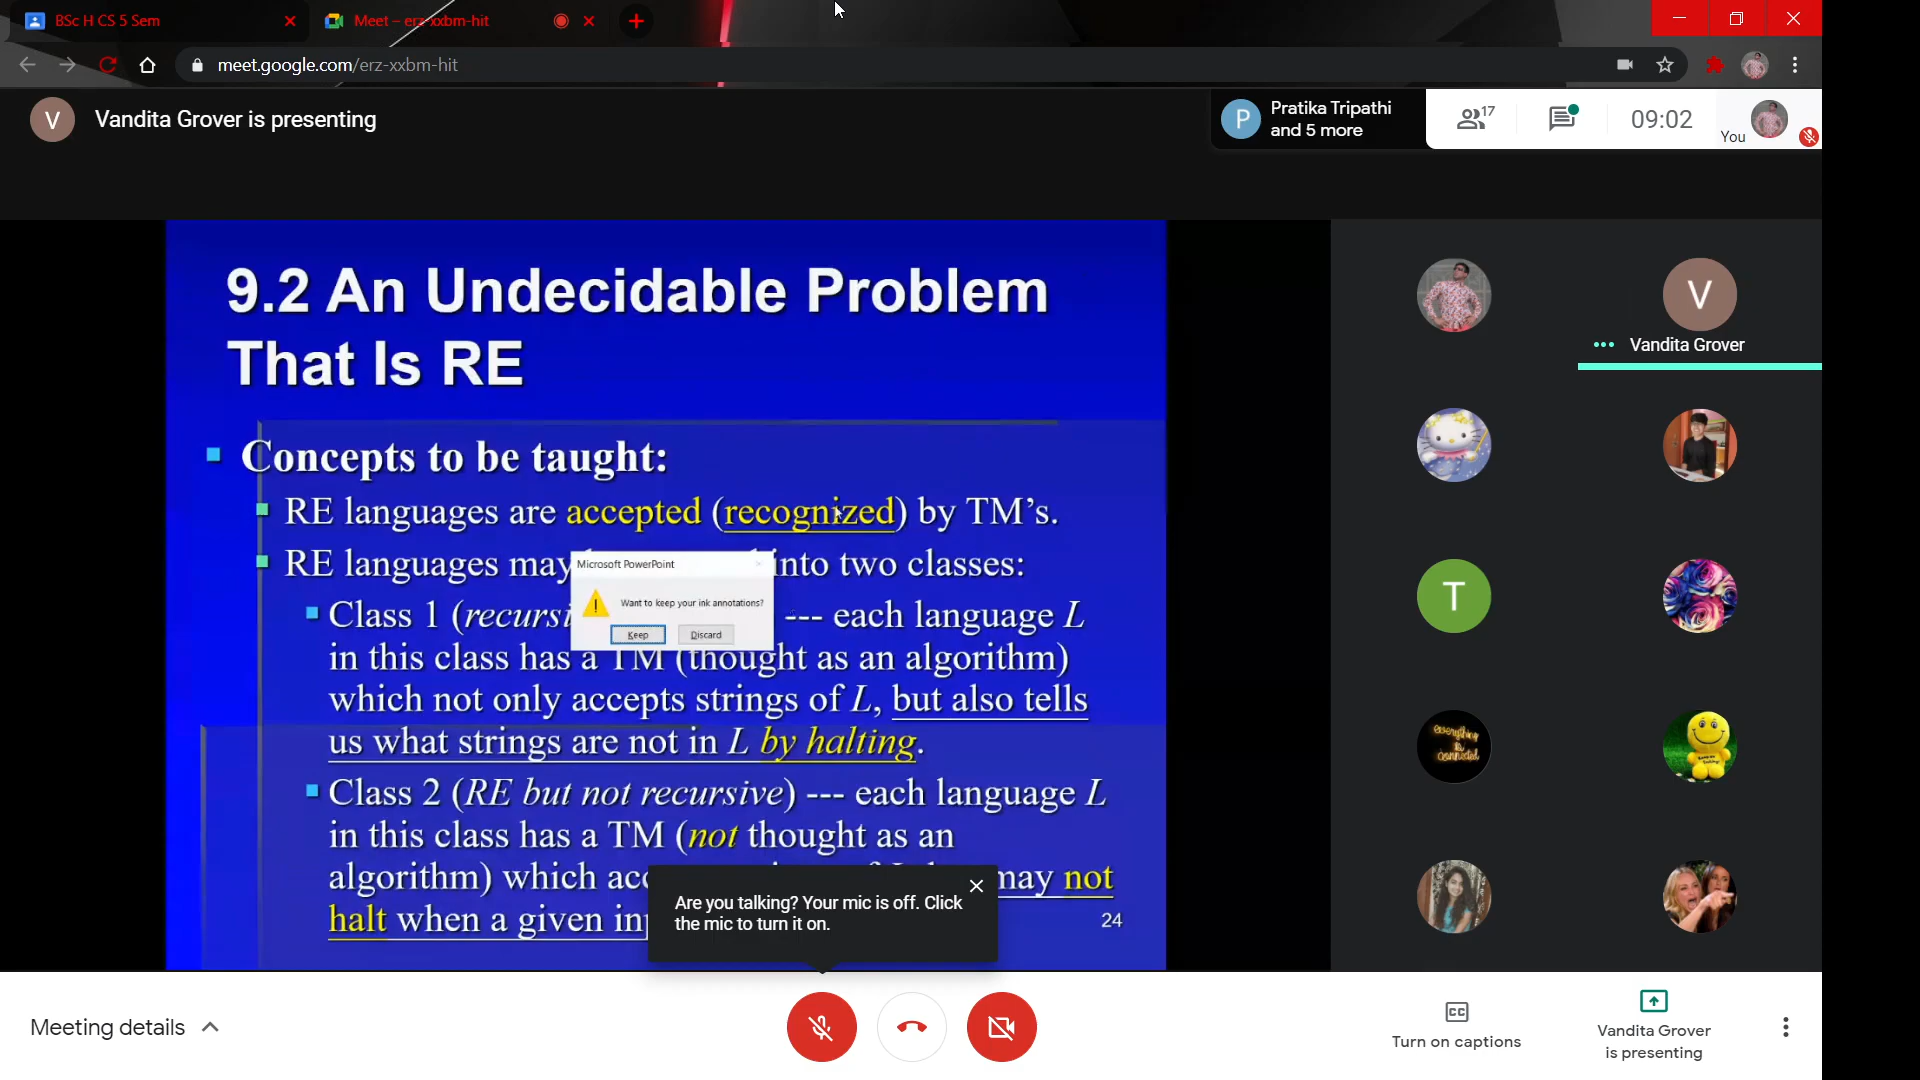 BSc H CS 5 Sem
Meet – erz-xxbm-hit
meet.google.com/erz-xxbm-hit
V
Vandita Grover is presenting
P
Pratika Tripathi
and 5 more
17
09:02
You
9.2 An Undecidable Problem
That Is RE
Concepts to be taught:
RE languages are accepted (recognized) by TM's.
RE languages may into two classes:
Microsoft PowerPoint
Want to keep your ink annotations?
Keep Discard
Class 1 (recursi --- each language L
in this class has a TM (thought as an algorithm)
which not only accepts strings of L, but also tells
us what strings are not in L by halting.
Class 2 (RE but not recursive) --- each language L
in this class has a TM (not thought as an
algorithm) which acc may not
halt when a given inp
24
Are you talking? Your mic is off. Click
the mic to turn it on.
V
Vandita Grover
T
everything
is
connected
Meeting details
CC
Turn on captions
Vandita Grover
is presenting